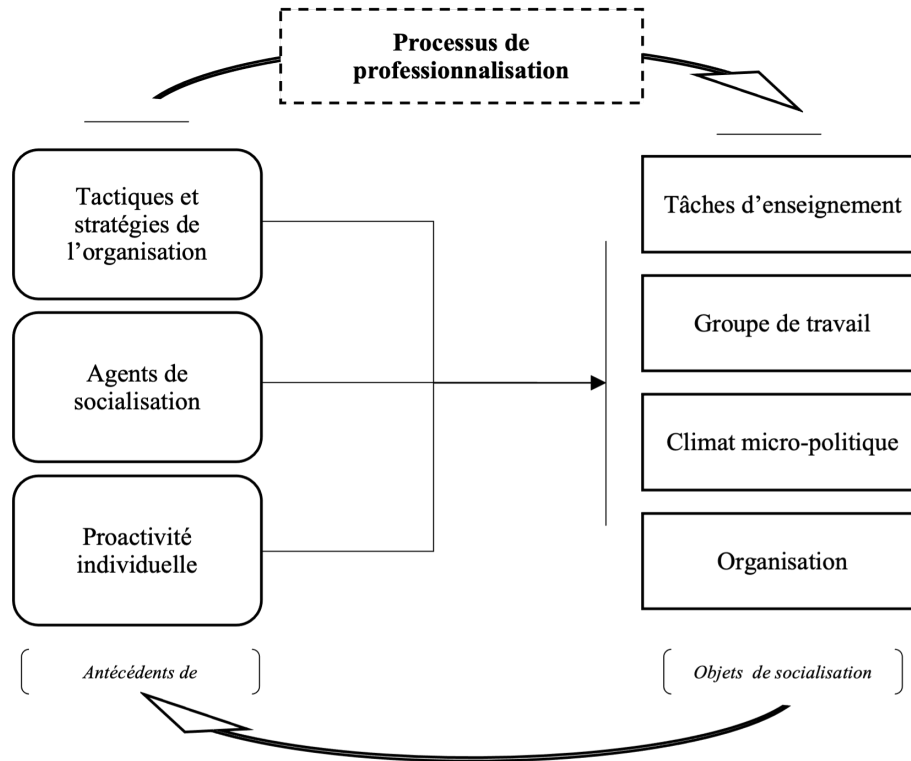 Processus de
professionnalisation
Tactiques et
stratégies de
l’organisation
Agents de
socialisation
Proactivité
individuelle
Antécédents de
Tâches d’enseignement
Groupe de travail
Climat micro-politique
Organisation
Objets de socialisation